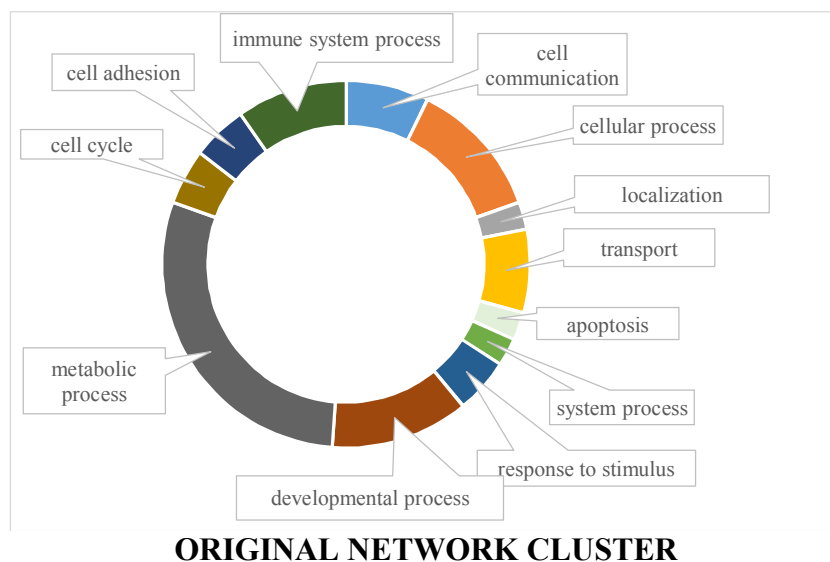 immune system process
cell
communication
cell adhesion
cellular process
cell cycle
localization
transport
apoptosis
metabolic
process
system process
response to stimulus
developmental process
ORIGINAL NETWORK CLUSTER